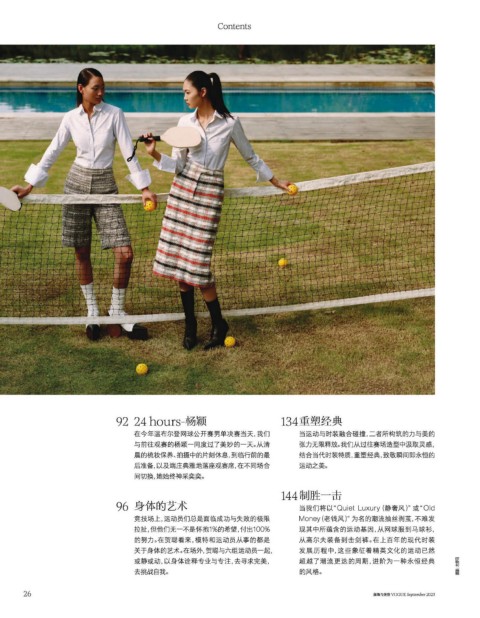 Contents
92 24 hours-杨颖
在今年温布尔登网球公开赛男单决赛当天,我们
与前往观赛的杨颖一同度过了美妙的一天。从清
晨的梳妆保养、拍摄中的片刻休息,到临行前的最
后准备,以及端庄典雅地落座观赛席,在不同场合
间切换,她始终神采奕奕。
96 身体的艺术
竞技场上,运动员们总是面临成功与失败的极限
拉扯,但他们无一不是怀抱1%的希望,付出100%
的努力。在贺聪看来,模特和运动员从事的都是
关于身体的艺术。在场外,贺聪与六组运动员一起,
或静或动,以身体诠释专业与专注,去寻求完美,
去挑战自我。
134重塑经典
当运动与时装融合碰撞,二者所构筑的力与美的
张力无限释放。我们从过往赛场造型中汲取灵感,
结合当代时装特质,重塑经典,致敬瞬间即永恒的
运动之美。
144 制胜一击
当我们将以“Quiet Luxury (静奢风)” 或 “Old
Money (老钱风)” 为名的潮流抽丝剥茧,不难发
现其中所蕴含的运动基因,从网球服到马球衫,
从高尔夫装备到击剑裤。在上百年的近代时装
发展历程中,这些象征着精英文化的运动已然
超越了潮流更迭的周期,进阶为一种永恒经典
的风格。
26
服饰与美容 VOGUE September 2023